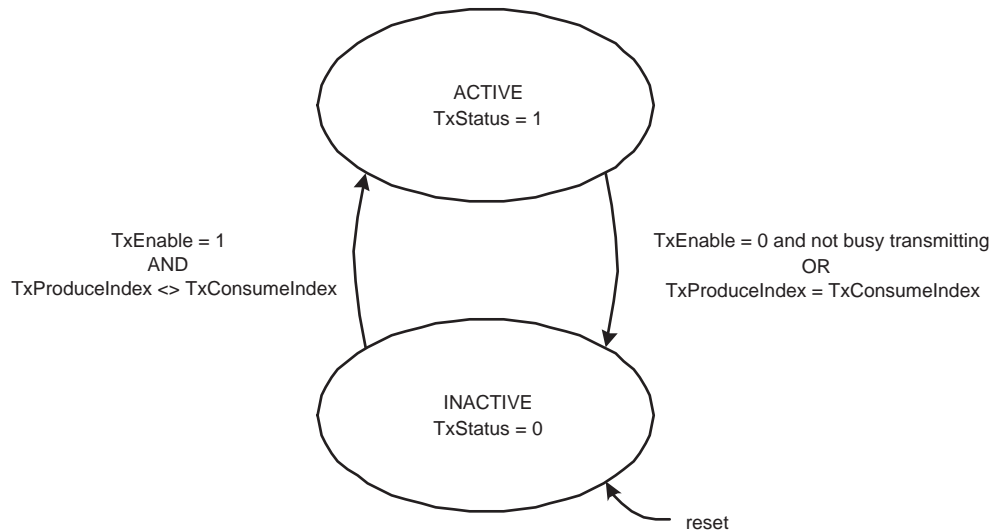 ACTIVE
TxStatus = 1
TxEnable = 1
AND
TxProduceIndex <> TxConsumeIndex
TxEnable = 0 and not busy transmitting
OR
TxProduceIndex = TxConsumeIndex
INACTIVE
TxStatus = 0
reset